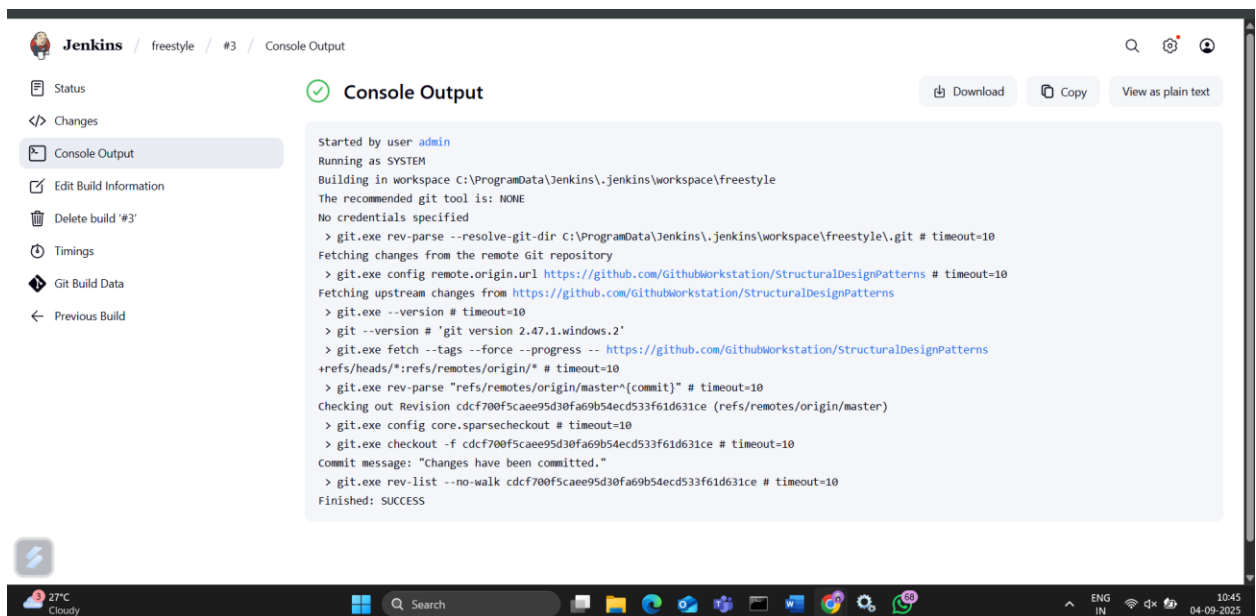 Jenkins / freestyle / #3 / Console Output
Status
Changes
Console Output
Edit Build Information
Delete build '#3'
Timings
Git Build Data
Previous Build
Console Output
Download
Copy
View as plain text
Started by user admin
Running as SYSTEM
Building in workspace C:\ProgramData\Jenkins\.jenkins\workspace\freestyle
The recommended git tool is: NONE
No credentials specified
> git.exe rev-parse --resolve-git-dir C:\ProgramData\Jenkins\.jenkins\workspace\freestyle\.git # timeout=10
Fetching changes from the remote Git repository
> git.exe config remote.origin.url https://github.com/GithubWorkstation/StructuralDesignPatterns # timeout=10
Fetching upstream changes from https://github.com/GithubWorkstation/StructuralDesignPatterns
> git.exe --version # timeout=10
> git --version # 'git version 2.47.1.windows.2'
> git.exe fetch --tags --force --progress -- https://github.com/GithubWorkstation/StructuralDesignPatterns
+refs/heads/*:refs/remotes/origin/* # timeout=10
> git.exe rev-parse "refs/remotes/origin/master^{commit}" # timeout=10
Checking out Revision cdcf700f5caee95d30fa69b54ecd533f61d631ce (refs/remotes/origin/master)
> git.exe config core.sparsecheckout # timeout=10
> git.exe checkout -f cdcf700f5caee95d30fa69b54ecd533f61d631ce # timeout=10
Commit message: "Changes have been committed."
> git.exe rev-list --no-walk cdcf700f5caee95d30fa69b54ecd533f61d631ce # timeout=10
Finished: SUCCESS
3
27°C
Cloudy
Search
68
ENG
IN
10:45
04-09-2025